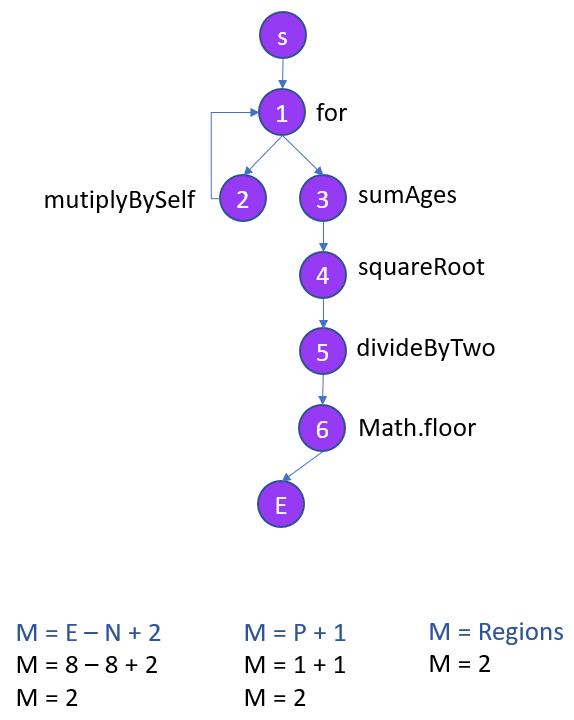 s
1 for
mutiplyBySelf 2 3 sumAges
4 squareRoot
5 divideByTwo
6 Math.floor
E
M = E – N + 2 M = P + 1 M = Regions
M = 8 – 8 + 2 M = 1 + 1 M = 2
M = 2 M = 2